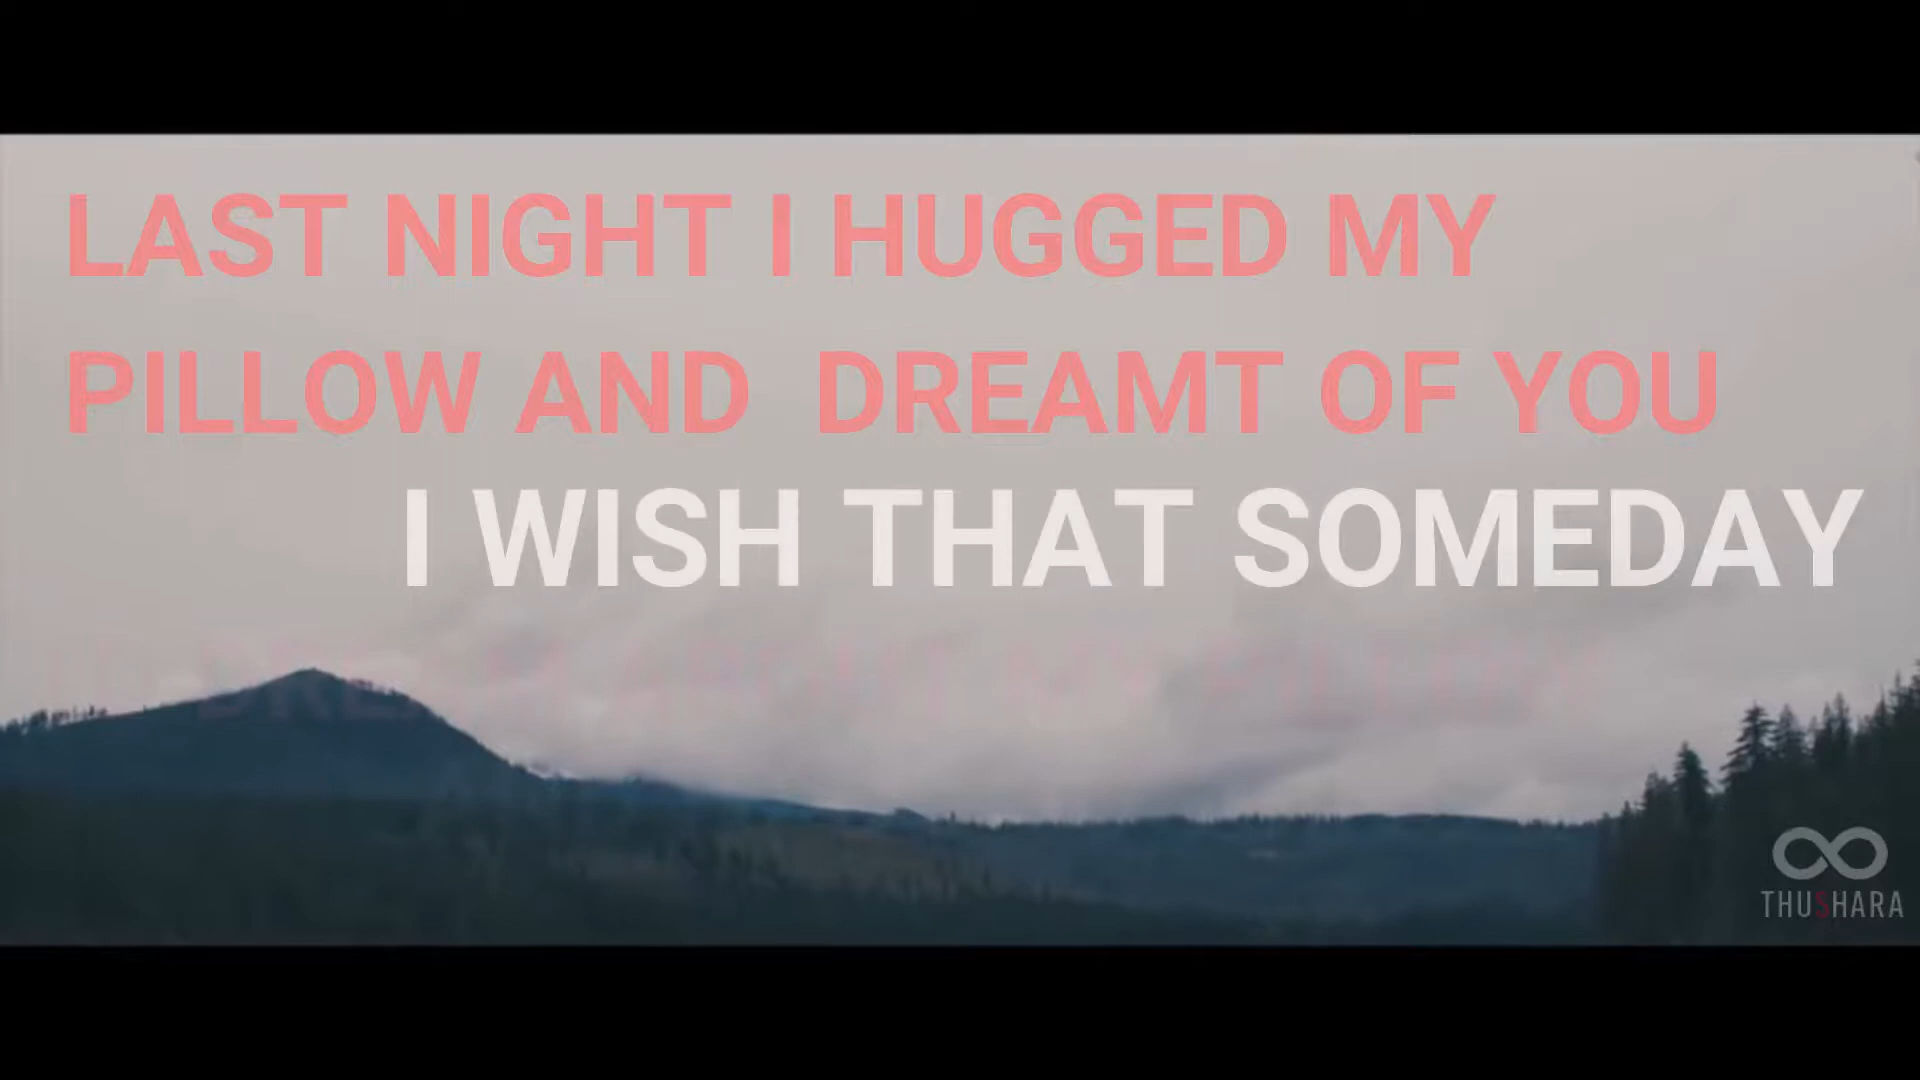 LAST NIGHT I HUGGED MY
PILLOW AND DREAMT OF YOU
I WISH THAT SOMEDAY
THUSHARA